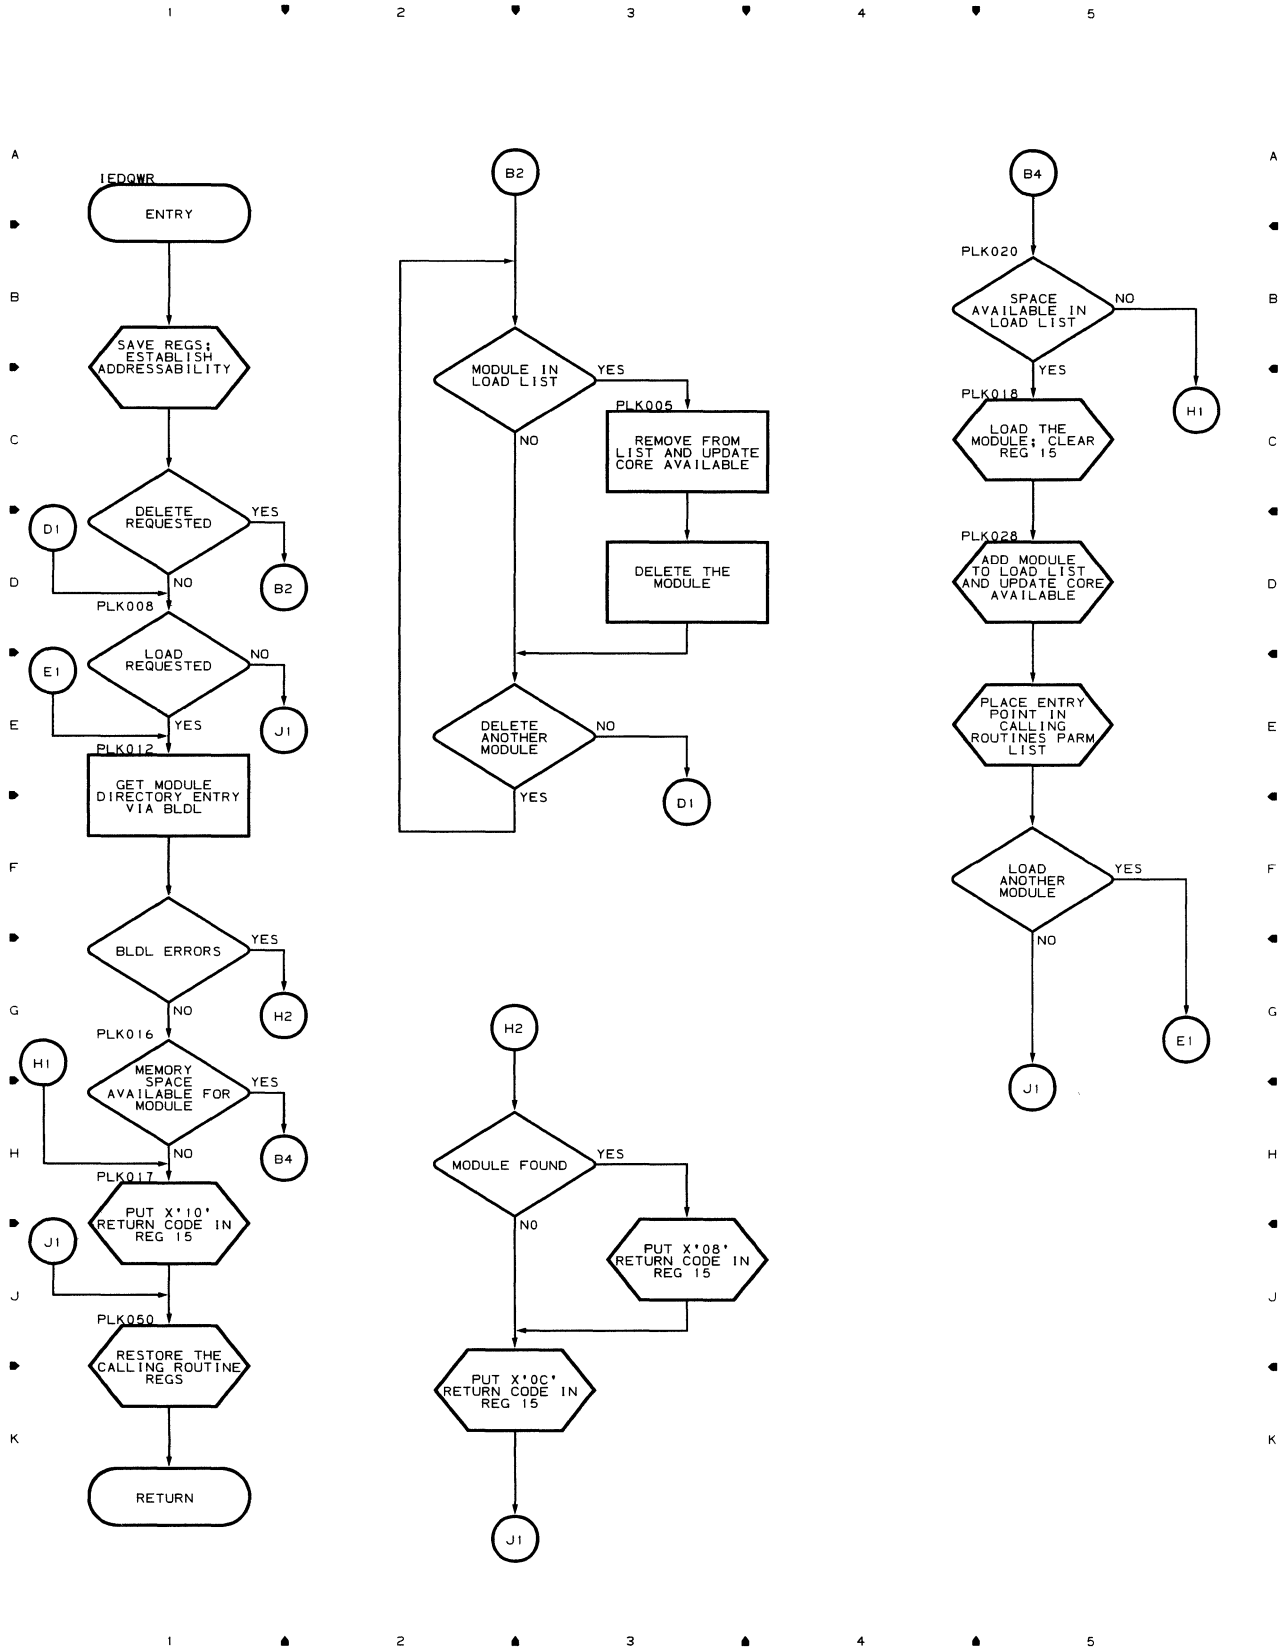 1 2 3 4 5
A
IEDQWR
ENTRY
B
SAVE REGS;
ESTABLISH
ADDRESSABILITY
C
DELETE
REQUESTED
YES
D1
B2
NO
D
PLK008
LOAD
REQUESTED
NO
E1
J1
YES
E
PLK012
GET MODULE
DIRECTORY ENTRY
VIA BLDL
F
BLDL ERRORS
YES
H2
NO
G
PLK016
H1
MEMORY
SPACE
AVAILABLE FOR
MODULE
YES
B4
NO
H
PLK017
PUT X'10'
RETURN CODE IN
REG 15
J1
J
PLK050
RESTORE THE
CALLING ROUTINE
REGS
K
RETURN
B2
MODULE IN
LOAD LIST
YES
NO
PLK005
REMOVE FROM
LIST AND UPDATE
CORE AVAILABLE
DELETE THE
MODULE
DELETE
ANOTHER
MODULE
NO
D1
YES
H2
MODULE FOUND
YES
NO
PUT X'08'
RETURN CODE IN
REG 15
PUT X'0C'
RETURN CODE IN
REG 15
J1
B4
PLK020
SPACE
AVAILABLE IN
LOAD LIST
NO
H1
YES
PLK018
LOAD THE
MODULE; CLEAR
REG 15
PLK028
ADD MODULE
TO LOAD LIST
AND UPDATE CORE
AVAILABLE
PLACE ENTRY
POINT IN
CALLING
ROUTINES PARM
LIST
LOAD
ANOTHER
MODULE
YES
E1
NO
J1
A
B
C
D
E
F
G
H
J
K
1 2 3 4 5